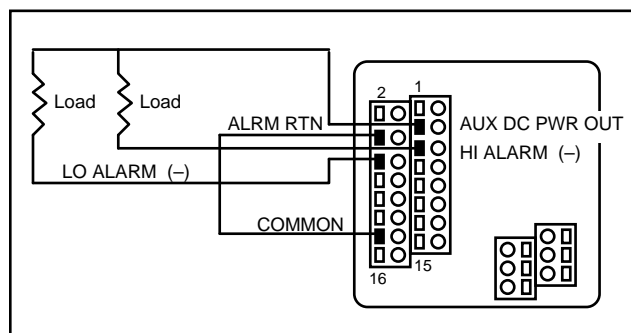 2 1
Load Load
ALRM RTN AUX DC PWR OUT
LO ALARM (–) HI ALARM (–)
COMMON
16 15